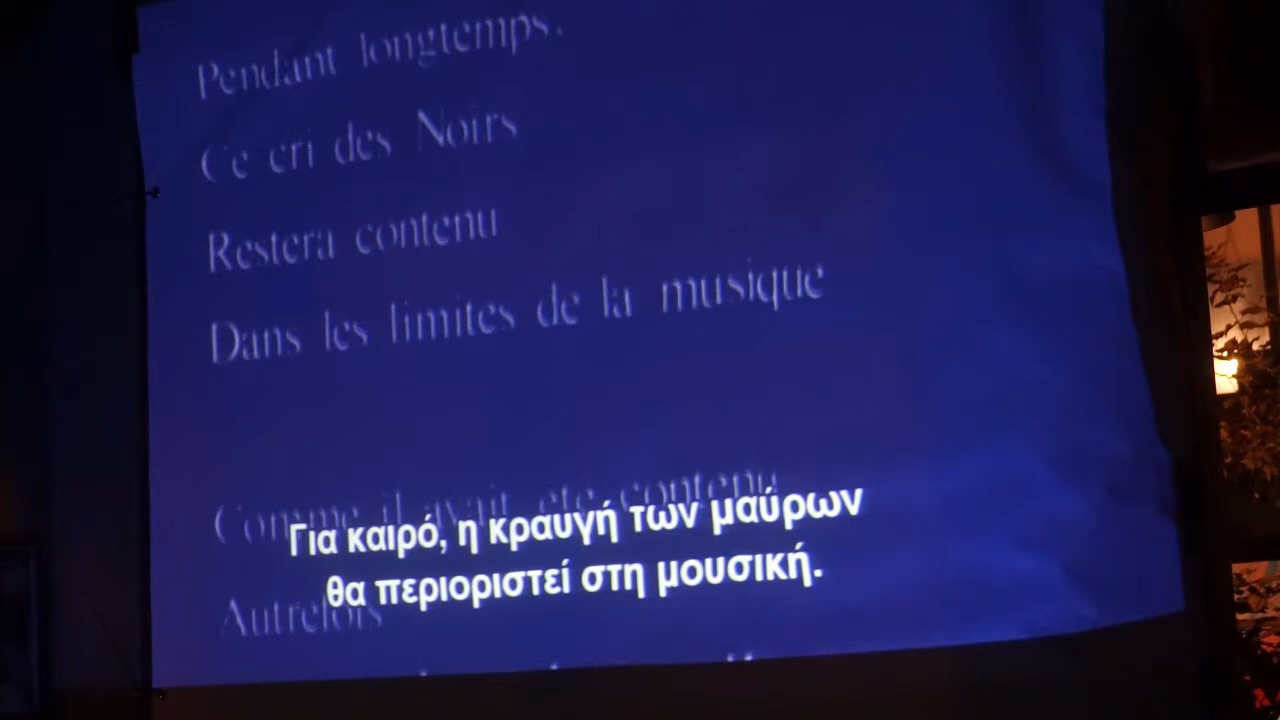 Pendant longtemps.
Ce cri des Noirs
Restera contenu
Dans les limites de la musique
Comme il avait été contenu
Για καιρό, η κραυγή των μαύρων
θα περιοριστεί στη μουσική.
Autrefois